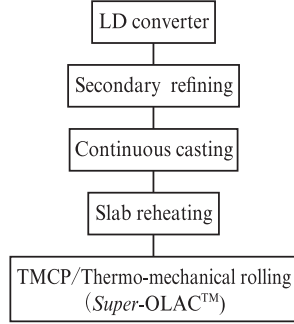 LD converter
Secondary refining
Continuous casting
Slab reheating
TMCP/Thermo-mechanical rolling
(Super-OLAC™)